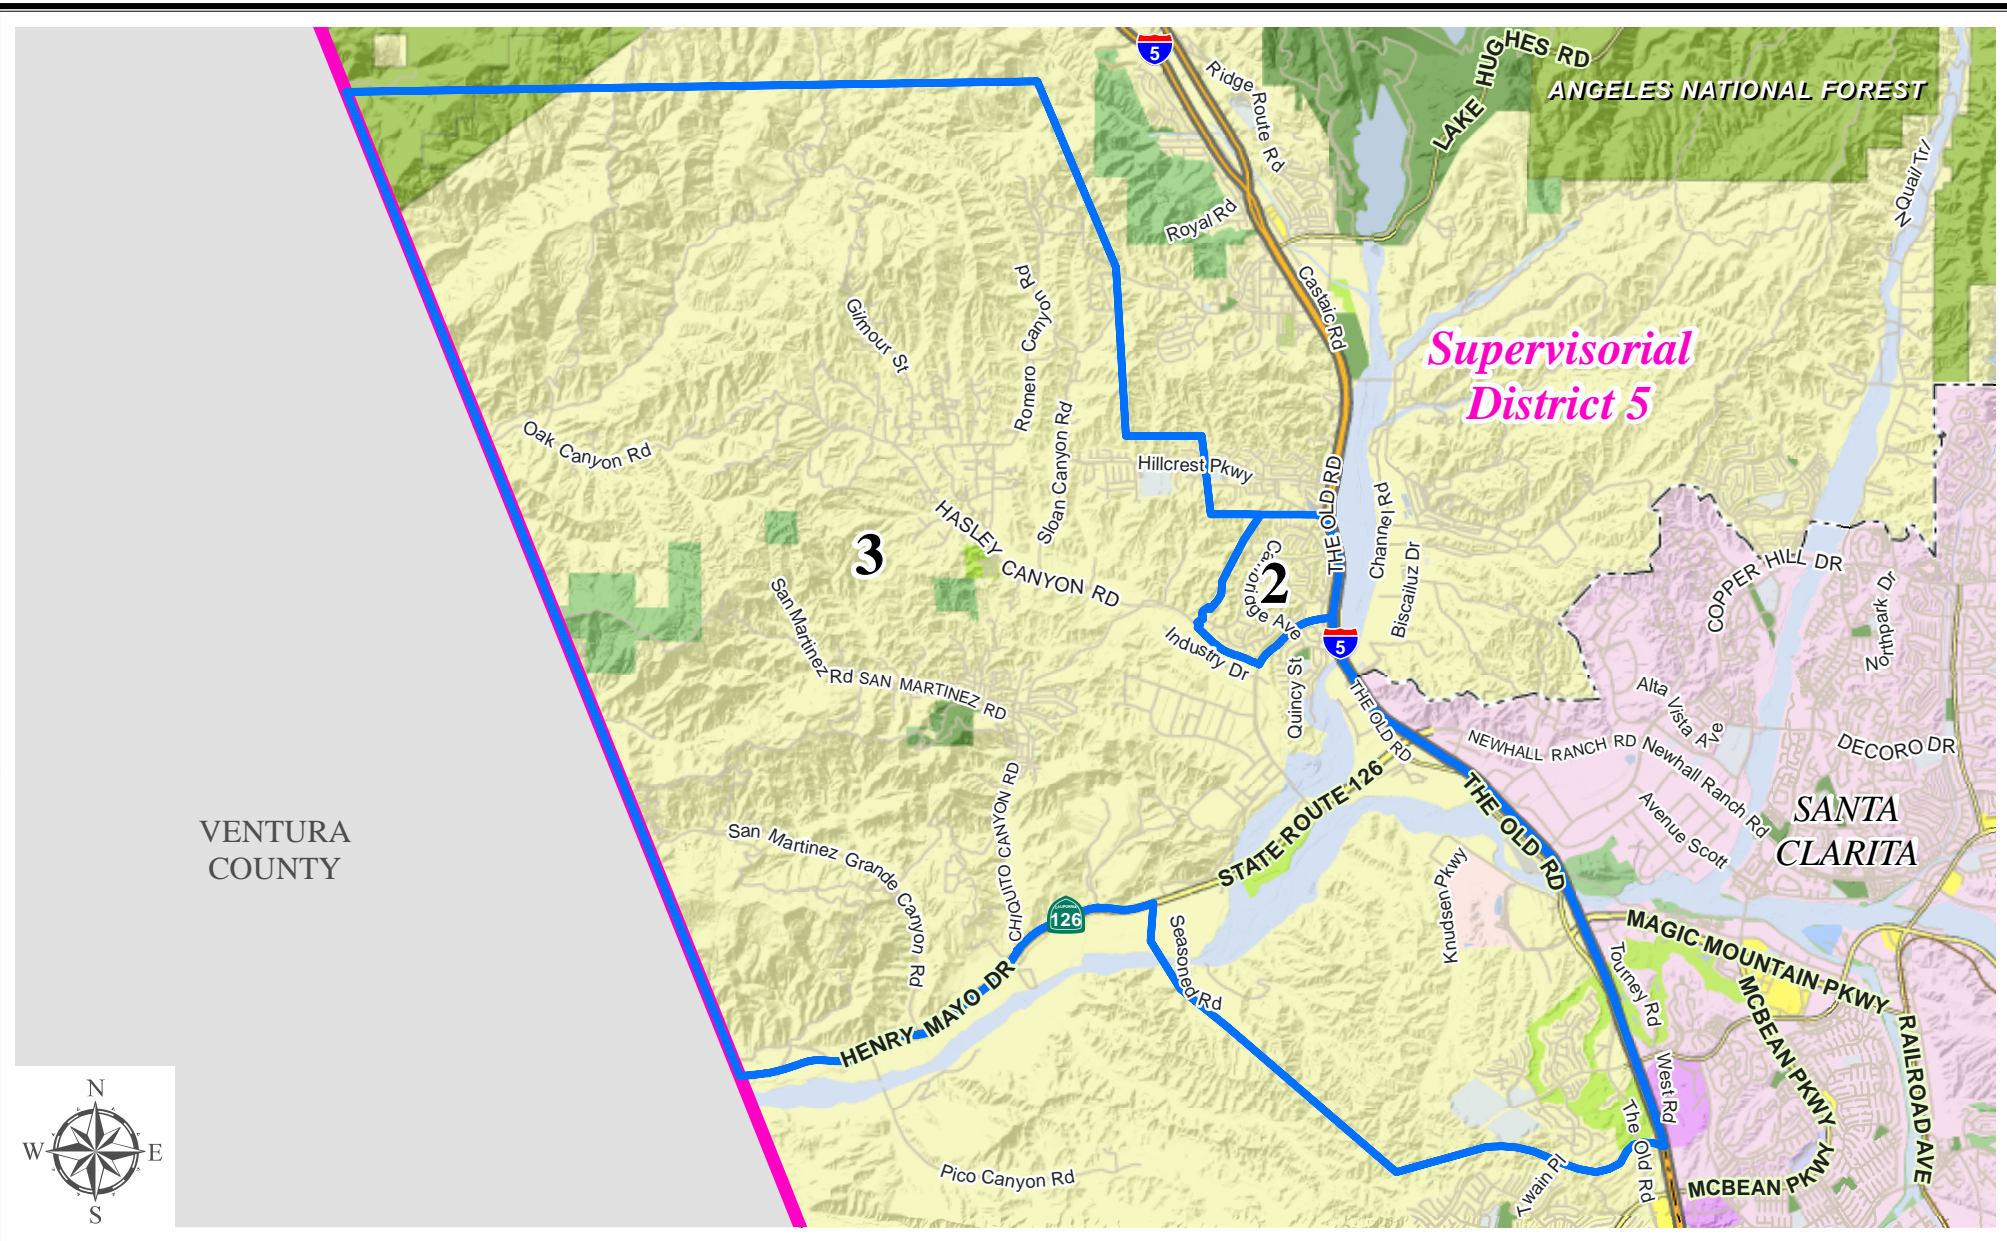 5
Ridge Route Rd
LAKE HUGHES RD
ANGELES NATIONAL FOREST
N Quail Trl
Royal Rd
Castaic Rd
Gilmour St
Romero Canyon Rd
Supervisorial
District 5
Oak Canyon Rd
Sloan Canyon Rd
Hillcrest Pkwy
THE OLD RD
Channel Rd
Biscailuz Dr
HASLEY CANYON RD
3
2
Ave
COPPER HILL DR
Northpark Dr
San Martinez Rd
SAN MARTINEZ RD
Industry Dr
Quincy St
5
THE OLD RD
Alta Vista Ave
NEWHALL RANCH RD
Newhall Ranch Rd
DECORO DR
Avenue Scott
SANTA
CLARITA
VENTURA
COUNTY
San Martinez Grande Canyon Rd
CHIQUITO CANYON RD
STATE ROUTE 126
THE OLD RD
Knudsen Pkwy
CALIFORNIA
126
Seasoned Rd
HENRY MAYO DR
MAGIC MOUNTAIN PKWY
Tourney Rd
MCBEAN PKWY
RAILROAD AVE
West Rd
The Old Rd
Pico Canyon Rd
Twain Pl
MCBEAN PKWY
N
W
E
S